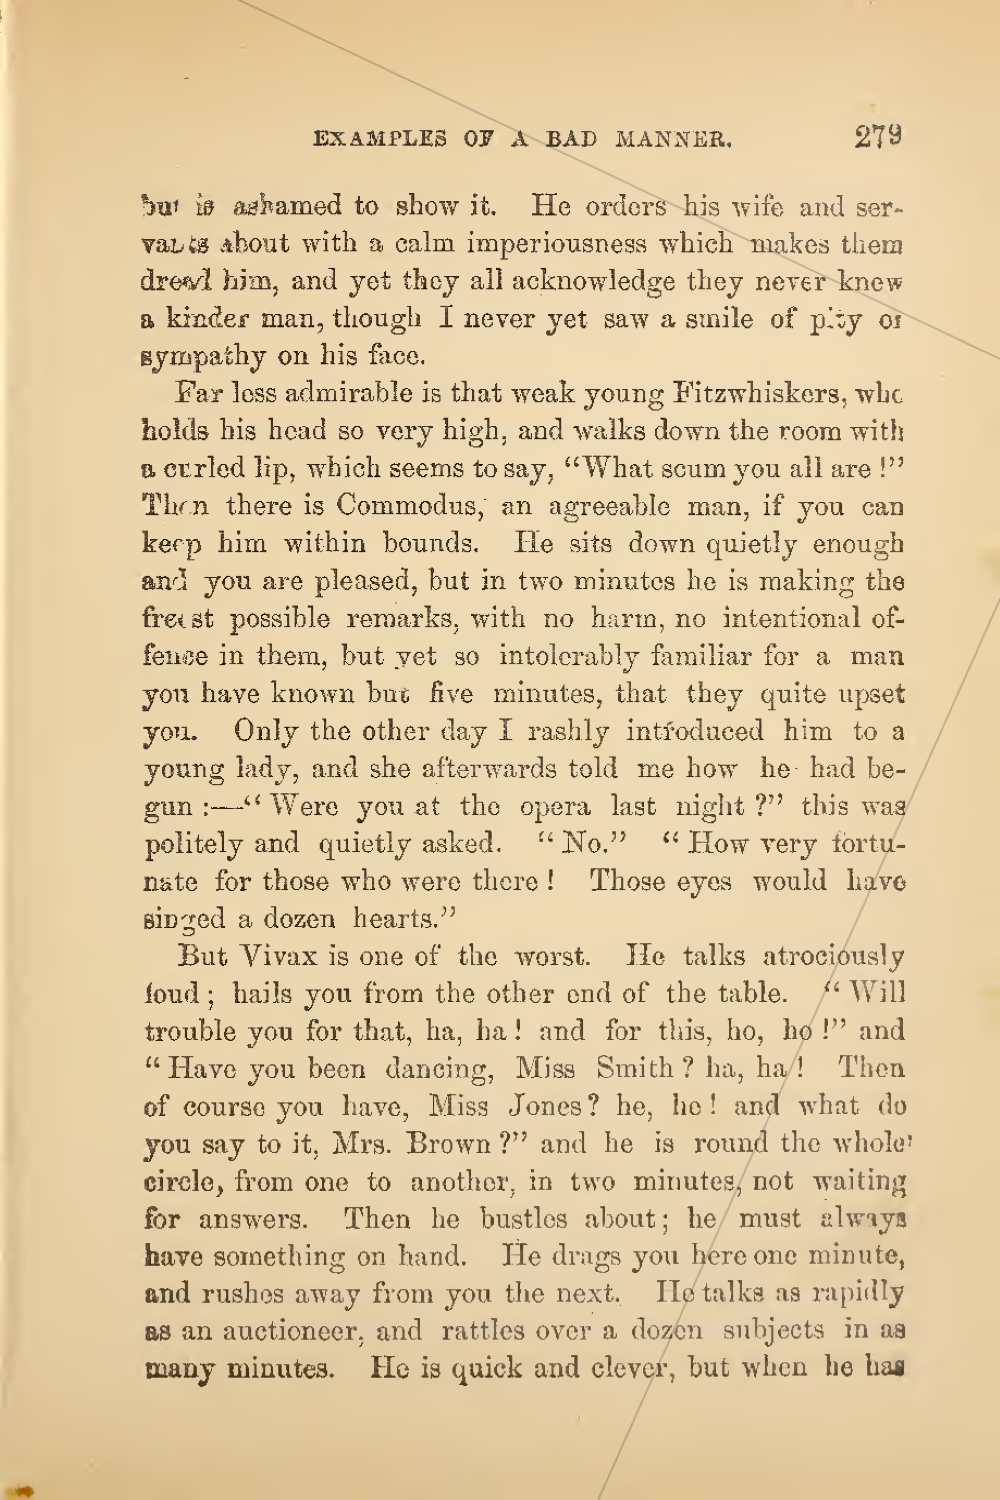 EXAMPLES OF A BAD MANNER. 279
but is ashamed to show it. He orders his wife and ser-
vants about with a calm imperiousness which makes them
dread him, and yet they all acknowledge they never knew
a kinder man, though I never yet saw a smile of pity or
sympathy on his face.
Far less admirable is that weak young Fitzwhiskers, who
holds his head so very high, and walks down the room with
a curled lip, which seems to say, “What scum you all are!”
Then there is Commodus, an agreeable man, if you can
keep him within bounds. He sits down quietly enough
and you are pleased, but in two minutes he is making the
freest possible remarks, with no harm, no intentional of-
fence in them, but yet so intolerably familiar for a man
you have known but five minutes, that they quite upset
you. Only the other day I rashly introduced him to a
young lady, and she afterwards told me how he had be-
gun:—“Were you at the opera last night?” this was
politely and quietly asked. “No.” “How very fortu-
nate for those who were there! Those eyes would have
singed a dozen hearts.”
But Vivax is one of the worst. He talks atrociously
loud; hails you from the other end of the table. “Will
trouble you for that, ha, ha! and for this, ho, ho!” and
“Have you been dancing, Miss Smith? ha, ha! Then
of course you have, Miss Jones? he, he! and what do
you say to it, Mrs. Brown?” and he is round the whole
circle, from one to another, in two minutes, not waiting
for answers. Then he bustles about; he must always
have something on hand. He drags you here one minute,
and rushes away from you the next. He talks as rapidly
as an auctioneer, and rattles over a dozen subjects in as
many minutes. He is quick and clever, but when he has